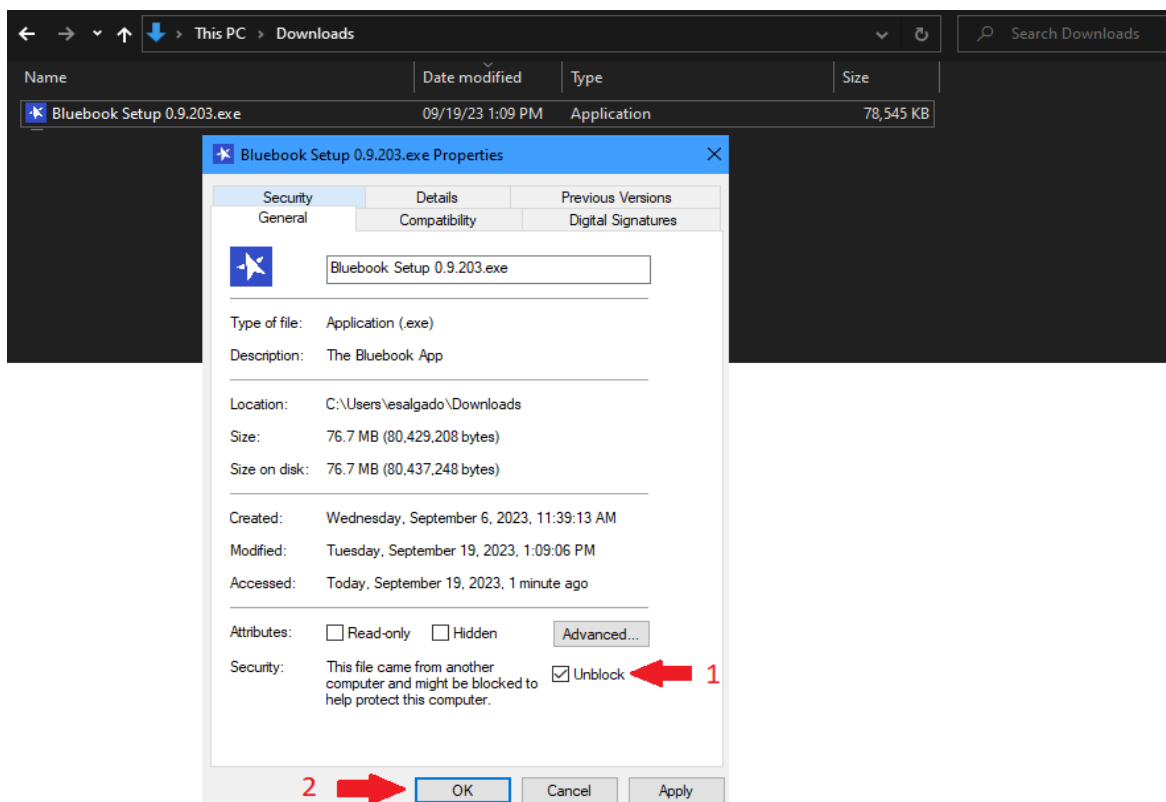 This PC > Downloads
Search Downloads
Name Date modified Type Size
Bluebook Setup 0.9.203.exe 09/19/23 1:09 PM Application 78,545 KB
Bluebook Setup 0.9.203.exe Properties
Security Details Previous Versions
General Compatibility Digital Signatures
Bluebook Setup 0.9.203.exe
Type of file: Application (.exe)
Description: The Bluebook App
Location: C:\Users\esalgado\Downloads
Size: 76.7 MB (80,429,208 bytes)
Size on disk: 76.7 MB (80,437,248 bytes)
Created: Wednesday, September 6, 2023, 11:39:13 AM
Modified: Tuesday, September 19, 2023, 1:09:06 PM
Accessed: Today, September 19, 2023, 1 minute ago
Attributes: Read-only Hidden Advanced...
Security: This file came from another
computer and might be blocked to
help protect this computer.
Unblock 1
2 OK Cancel Apply